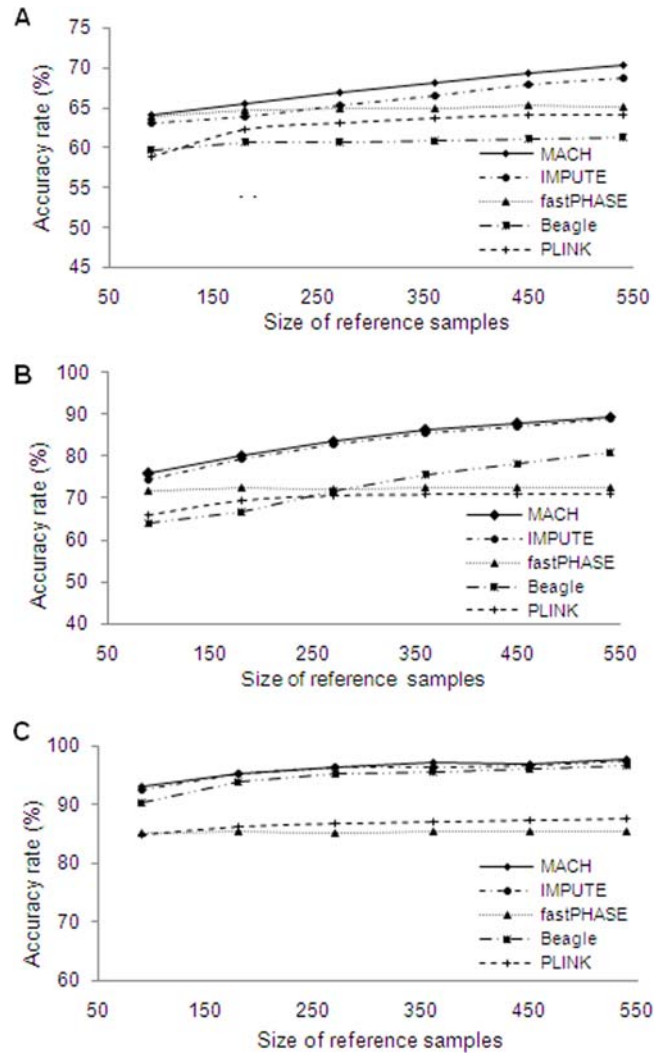 A
Accuracy rate (%)
75
70
65
60
55
50
45
MACH
IMPUTE
fastPHASE
Beagle
PLINK
50 150 250 350 450 550
Size of reference samples
B
Accuracy rate (%)
100
90
80
70
60
50
40
MACH
IMPUTE
fastPHASE
Beagle
PLINK
50 150 250 350 450 550
Size of reference samples
C
Accuracy rate (%)
100
90
80
70
60
MACH
IMPUTE
fastPHASE
Beagle
PLINK
50 150 250 350 450 550
Size of reference samples